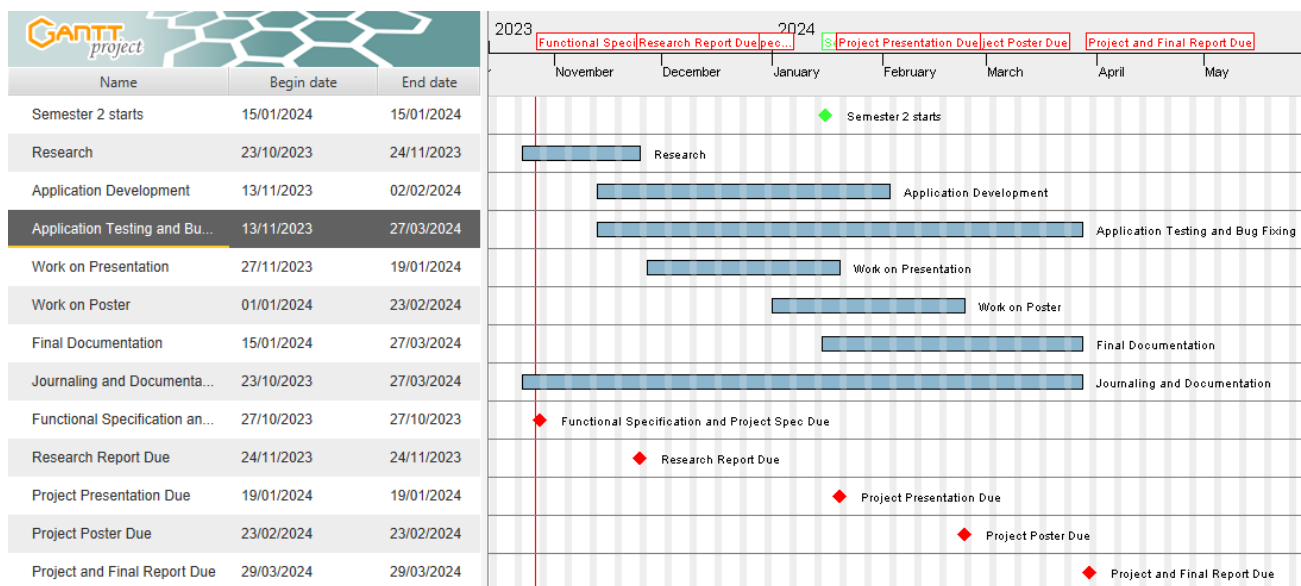 GANTT
project
2023
2024
Functional Speci
Research Report Due
pec...
Project Presentation Due
ject Poster Due
Project and Final Report Due
November
December
January
February
March
April
May
Name Begin date End date
Semester 2 starts 15/01/2024 15/01/2024
Semester 2 starts
Research 23/10/2023 24/11/2023
Research
Application Development 13/11/2023 02/02/2024
Application Development
Application Testing and Bu... 13/11/2023 27/03/2024
Application Testing and Bug Fixing
Work on Presentation 27/11/2023 19/01/2024
Work on Presentation
Work on Poster 01/01/2024 23/02/2024
Work on Poster
Final Documentation 15/01/2024 27/03/2024
Final Documentation
Journaling and Documenta... 23/10/2023 27/03/2024
Journaling and Documentation
Functional Specification an... 27/10/2023 27/10/2023
Functional Specification and Project Spec Due
Research Report Due 24/11/2023 24/11/2023
Research Report Due
Project Presentation Due 19/01/2024 19/01/2024
Project Presentation Due
Project Poster Due 23/02/2024 23/02/2024
Project Poster Due
Project and Final Report Due 29/03/2024 29/03/2024
Project and Final Report Due